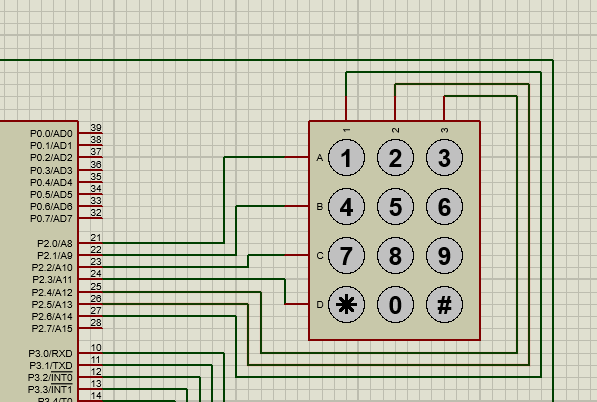 P0.0/AD0 39
P0.1/AD1 38
P0.2/AD2 37
P0.3/AD3 36
P0.4/AD4 35
P0.5/AD5 34
P0.6/AD6 33
P0.7/AD7 32
P2.0/A8 21
P2.1/A9 22
P2.2/A10 23
P2.3/A11 24
P2.4/A12 25
P2.5/A13 26
P2.6/A14 27
P2.7/A15 28
P3.0/RXD 10
P3.1/TXD 11
P3.2/INT0 12
P3.3/INT1 13
P3.4/T0 14
1 2 3
A 1 2 3
B 4 5 6
C 7 8 9
D * 0 #